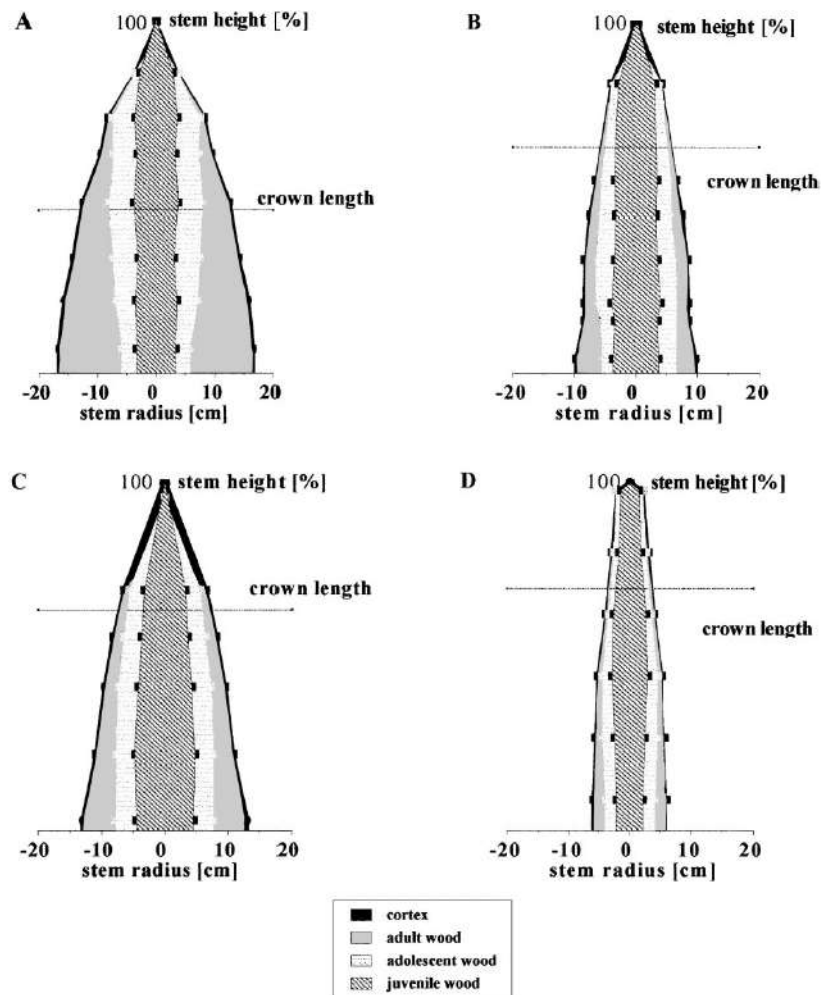 A
100
stem height [%]
crown length
-20 -10 0 10 20
stem radius [cm]
B
100
stem height [%]
crown length
-20 -10 0 10 20
stem radius [cm]
C
100
stem height [%]
crown length
-20 -10 0 10 20
stem radius [cm]
D
100
stem height [%]
crown length
-20 -10 0 10 20
stem radius [cm]
cortex
adult wood
adolescent wood
juvenile wood